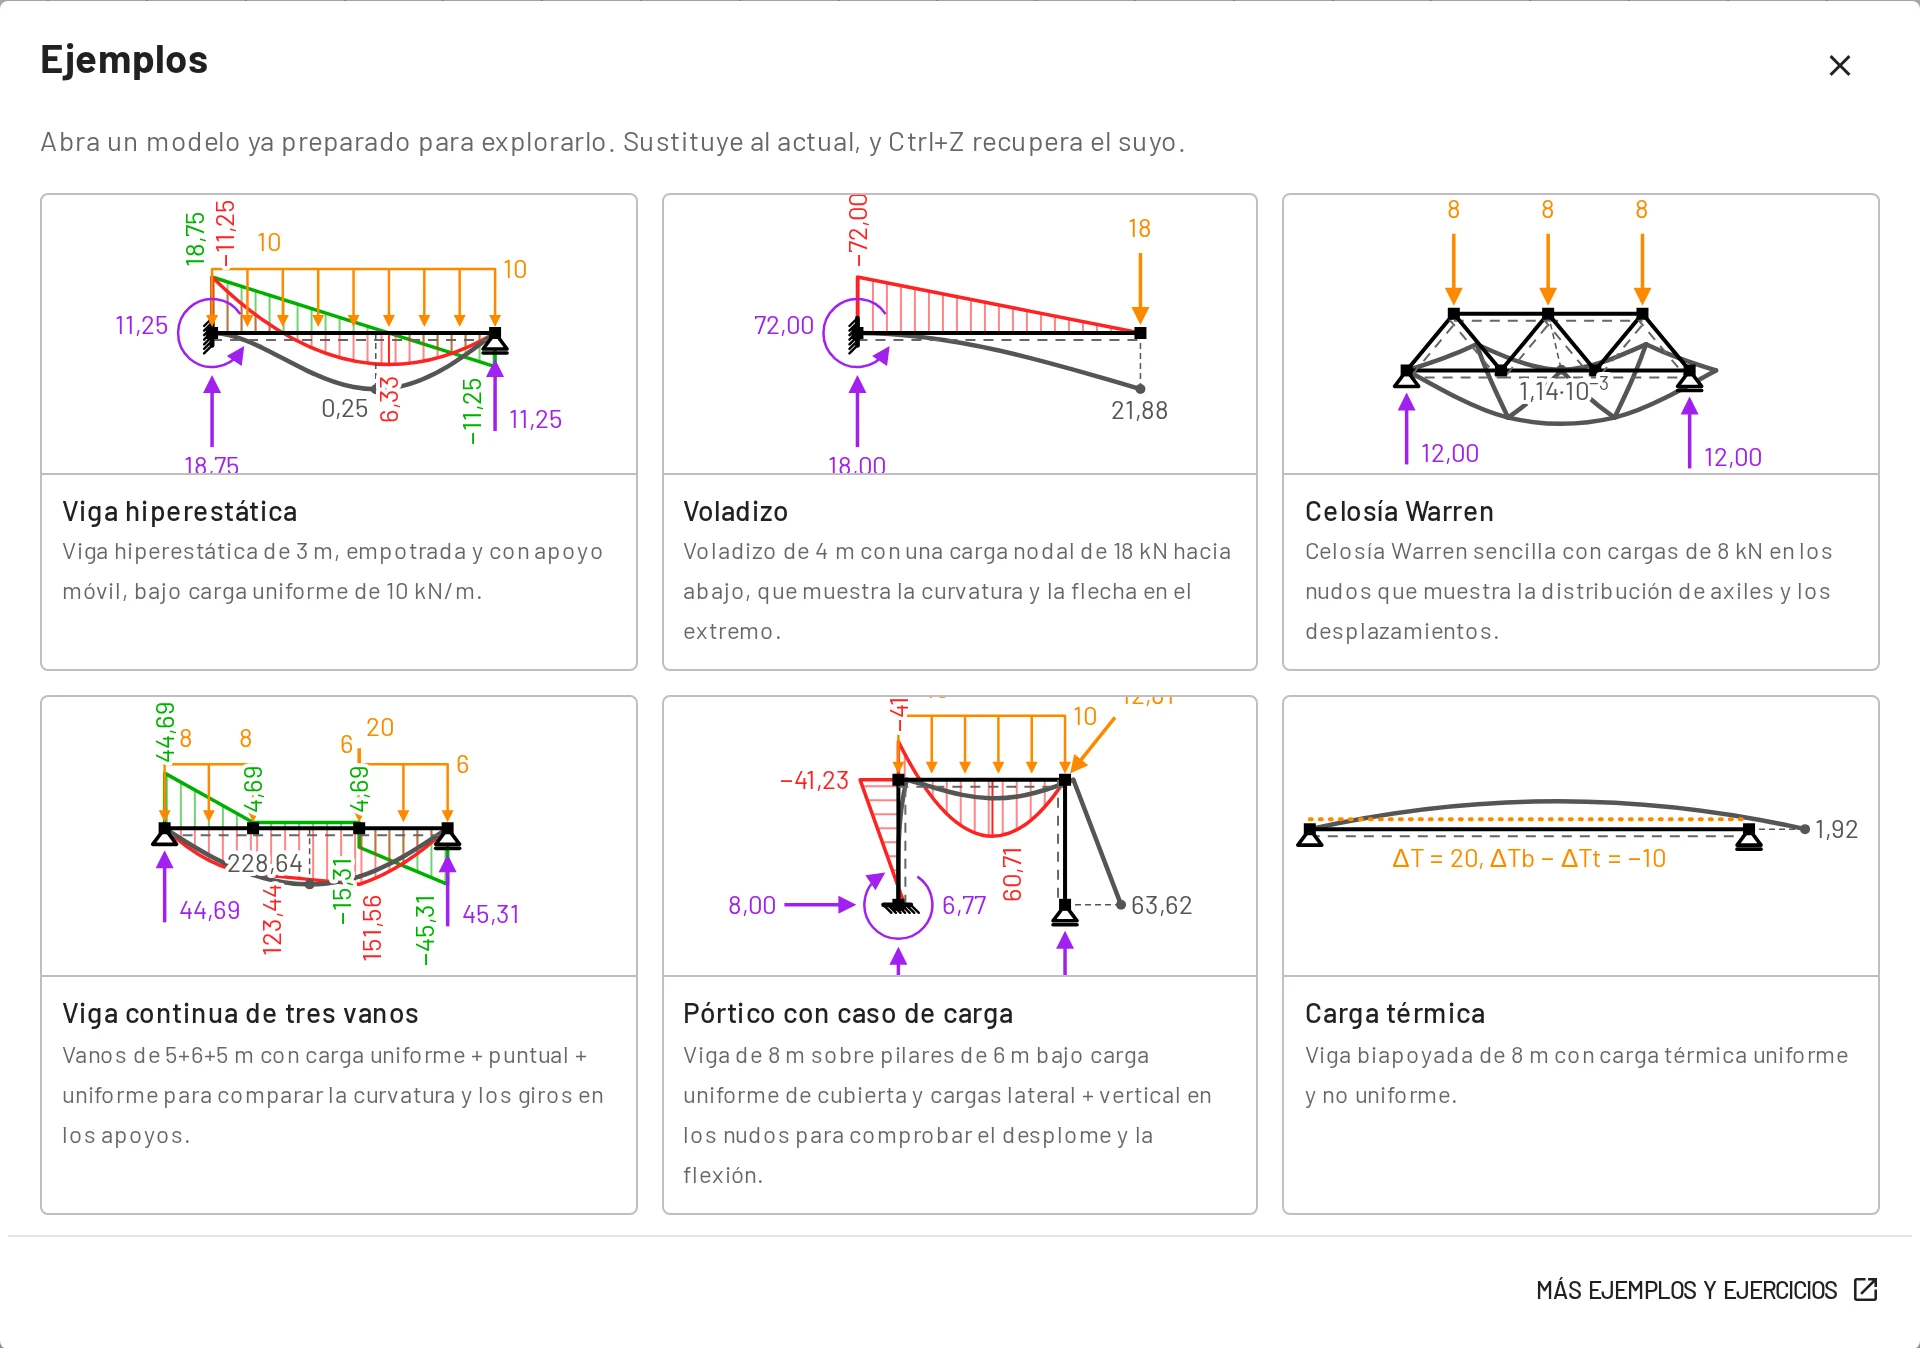 Ejemplos
Abra un modelo ya preparado para explorarlo. Sustituye al actual, y Ctrl+Z recupera el suyo.
18,75
−11,25
10
10
11,25
0,25
6,33
−11,25
11,25
18,75
Viga hiperestática
Viga hiperestática de 3 m, empotrada y con apoyo
móvil, bajo carga uniforme de 10 kN/m.
−72,00
18
72,00
21,88
18,00
Voladizo
Voladizo de 4 m con una carga nodal de 18 kN hacia
abajo, que muestra la curvatura y la flecha en el
extremo.
8
8
8
1,14·10⁻³
12,00
12,00
Celosía Warren
Celosía Warren sencilla con cargas de 8 kN en los
nudos que muestra la distribución de axiles y los
desplazamientos.
44,69
8
8
6
20
6
4,69
4,69
228,64
44,69
123,44
−15,31
151,56
−45,31
45,31
Viga continua de tres vanos
Vanos de 5+6+5 m con carga uniforme + puntual +
uniforme para comparar la curvatura y los giros en
los apoyos.
−41
10
−41,23
8,00
6,77
60,71
63,62
Pórtico con caso de carga
Viga de 8 m sobre pilares de 6 m bajo carga
uniforme de cubierta y cargas lateral + vertical en
los nudos para comprobar el desplome y la
flexión.
1,92
ΔT = 20, ΔTb − ΔTt = −10
Carga térmica
Viga biapoyada de 8 m con carga térmica uniforme
y no uniforme.
MÁS EJEMPLOS Y EJERCICIOS